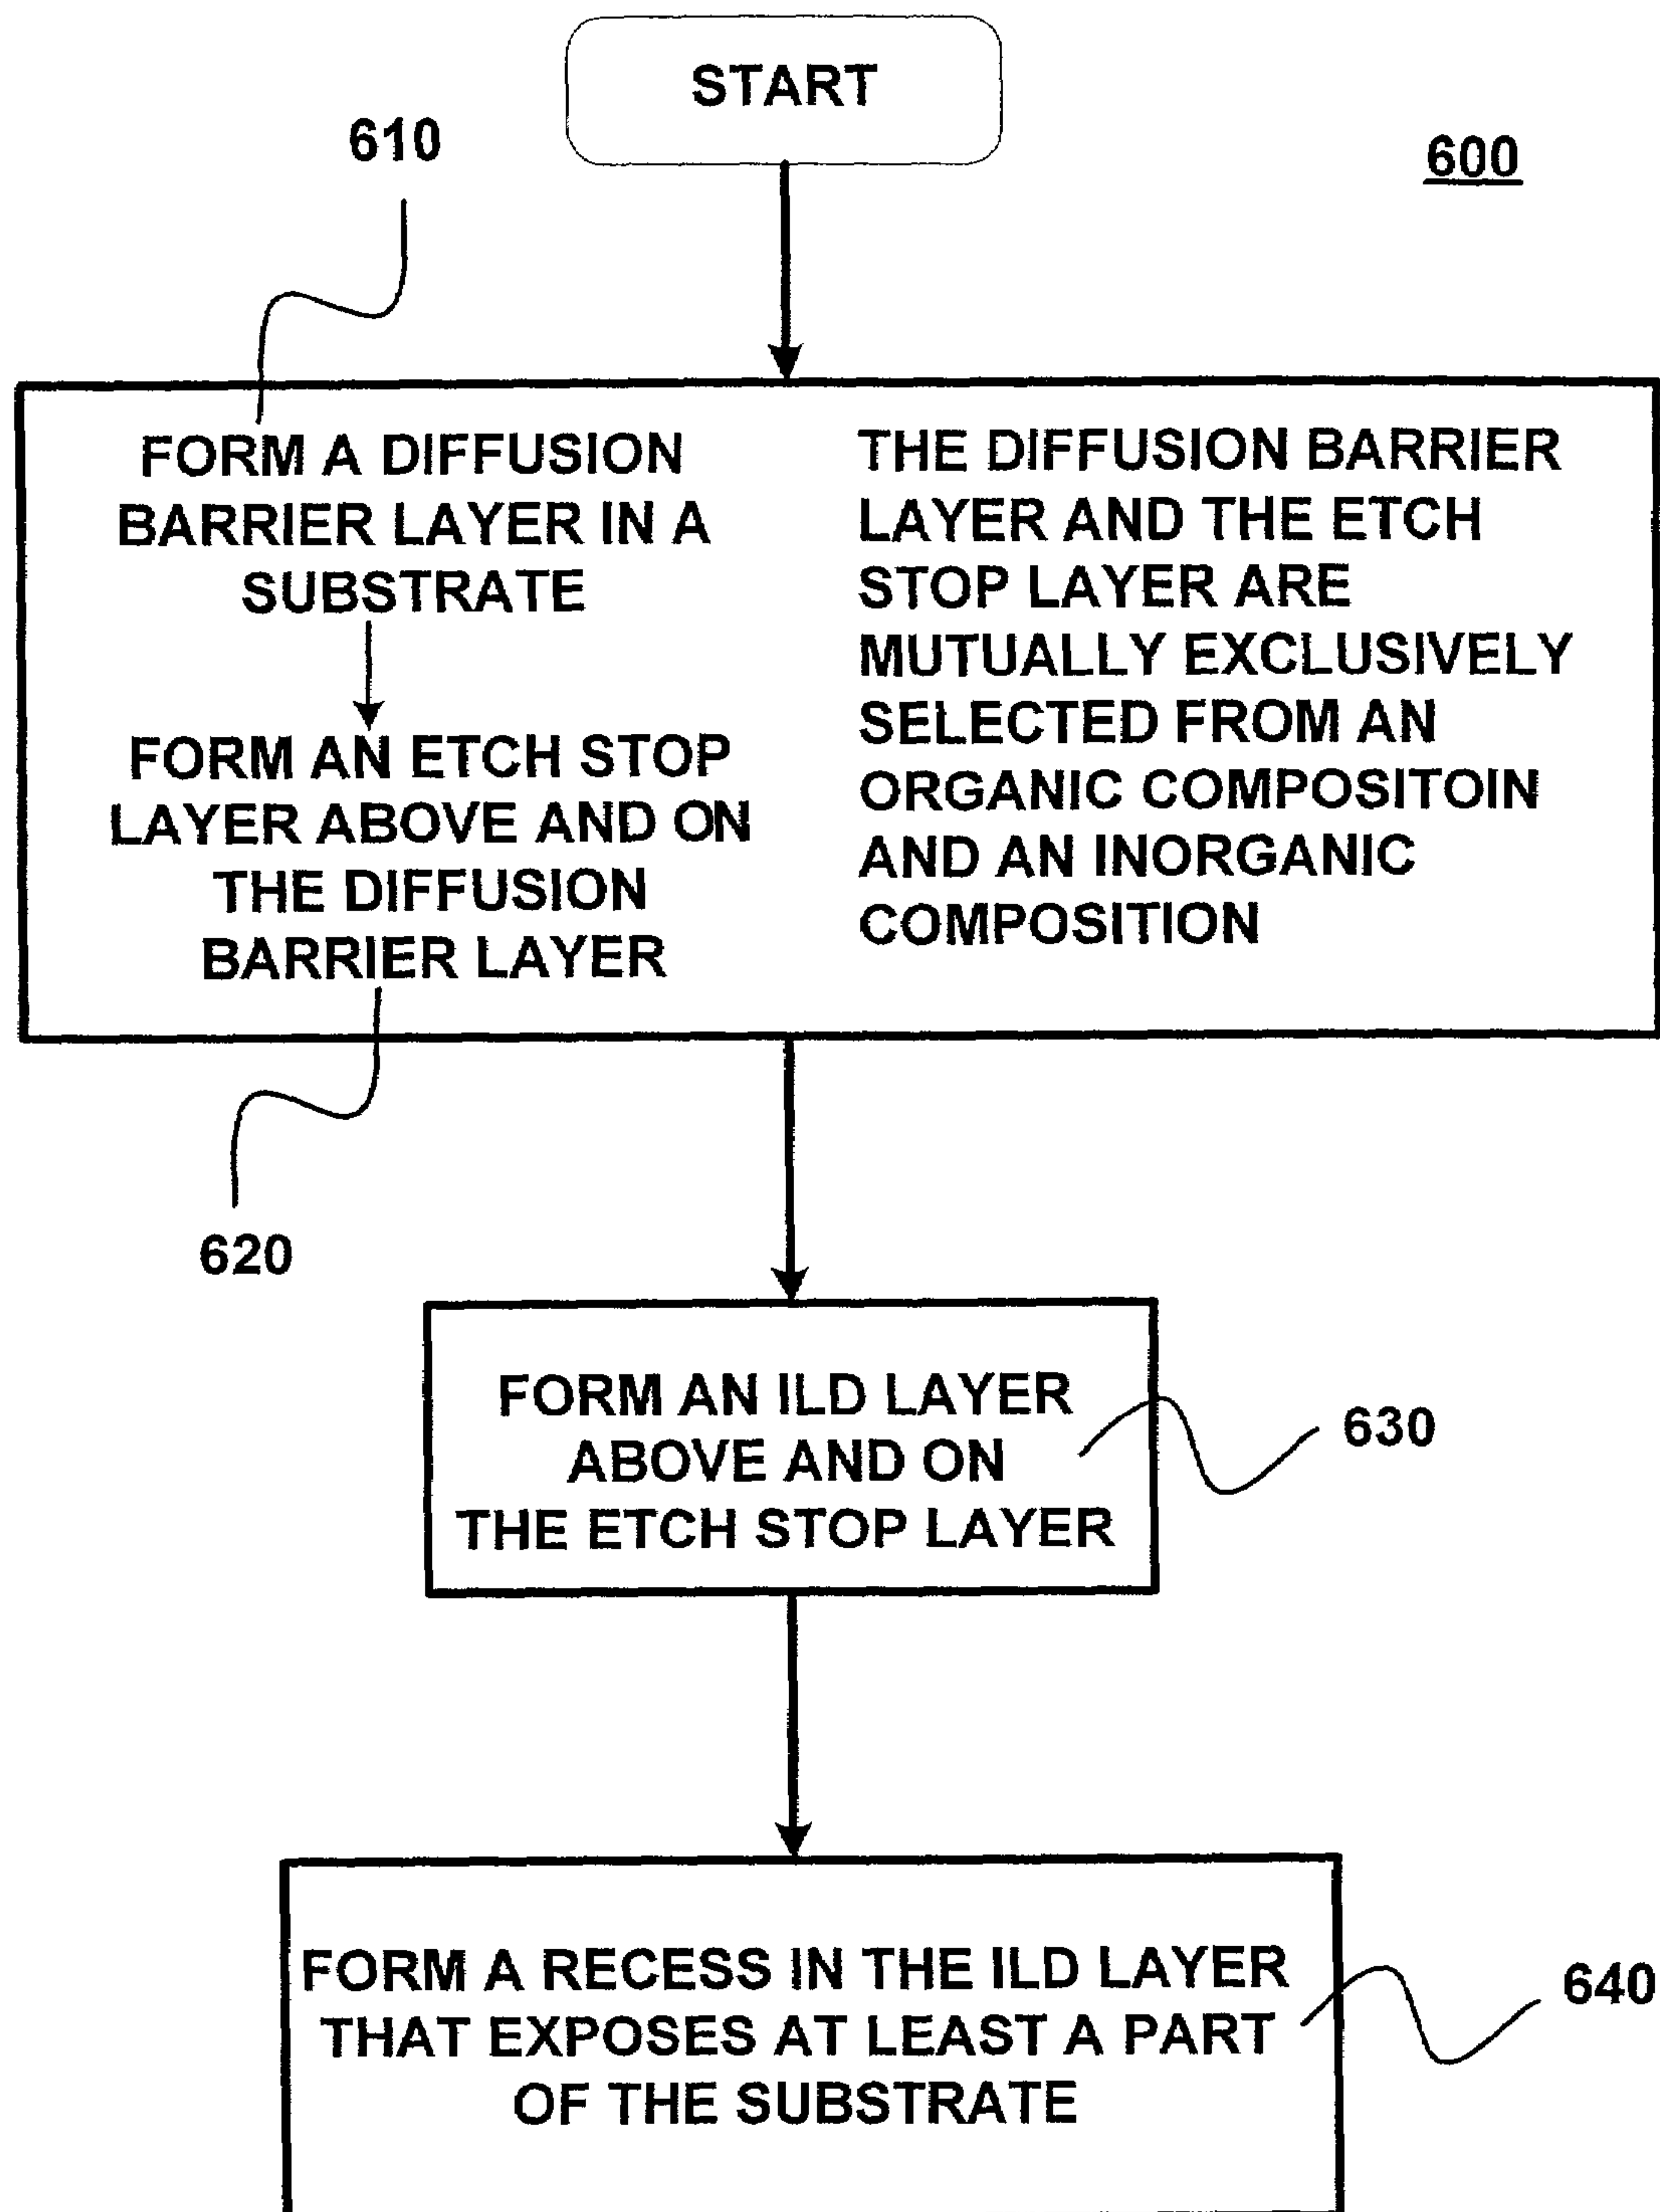 START
610
600
FORM A DIFFUSION
BARRIER LAYER IN A
SUBSTRATE
FORM AN ETCH STOP
LAYER ABOVE AND ON
THE DIFFUSION
BARRIER LAYER
THE DIFFUSION BARRIER
LAYER AND THE ETCH
STOP LAYER ARE
MUTUALLY EXCLUSIVELY
SELECTED FROM AN
ORGANIC COMPOSITOIN
AND AN INORGANIC
COMPOSITION
620
FORM AN ILD LAYER
ABOVE AND ON
THE ETCH STOP LAYER
630
FORM A RECESS IN THE ILD LAYER
THAT EXPOSES AT LEAST A PART
OF THE SUBSTRATE
640